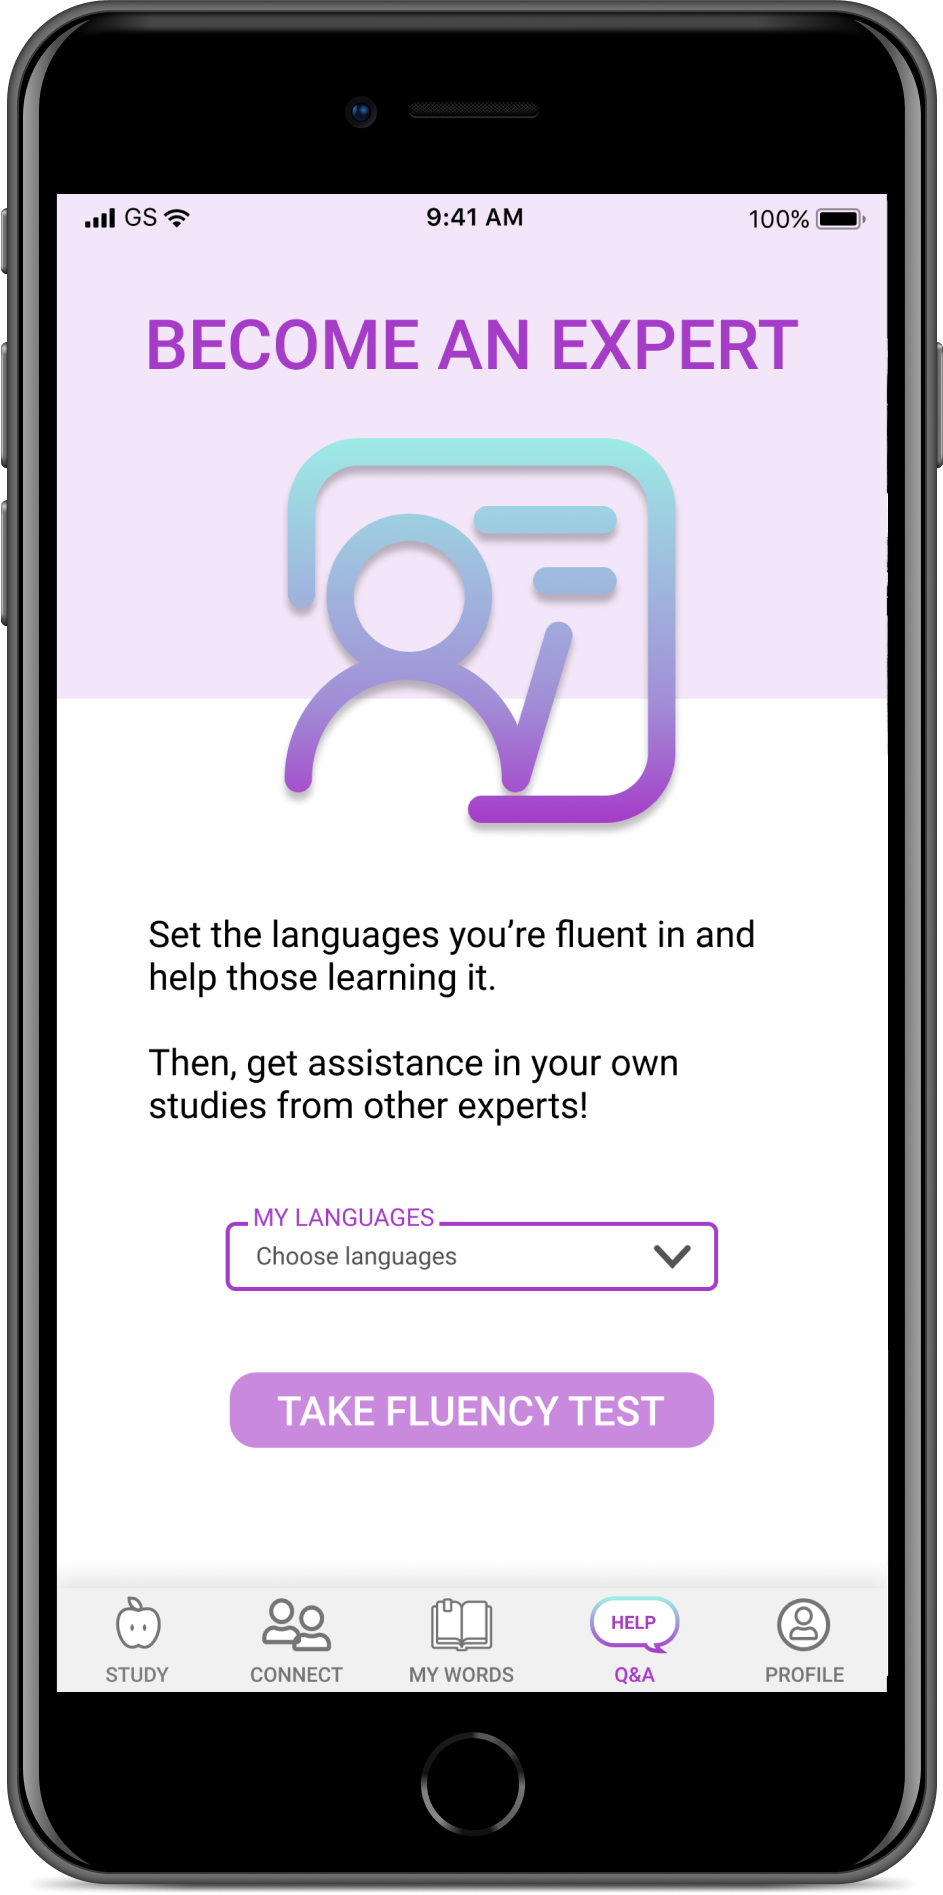 GS 9:41 AM 100%
BECOME AN EXPERT
Set the languages you’re fluent in and
help those learning it.
Then, get assistance in your own
studies from other experts!
MY LANGUAGES
Choose languages
TAKE FLUENCY TEST
HELP
STUDY CONNECT MY WORDS Q&A PROFILE